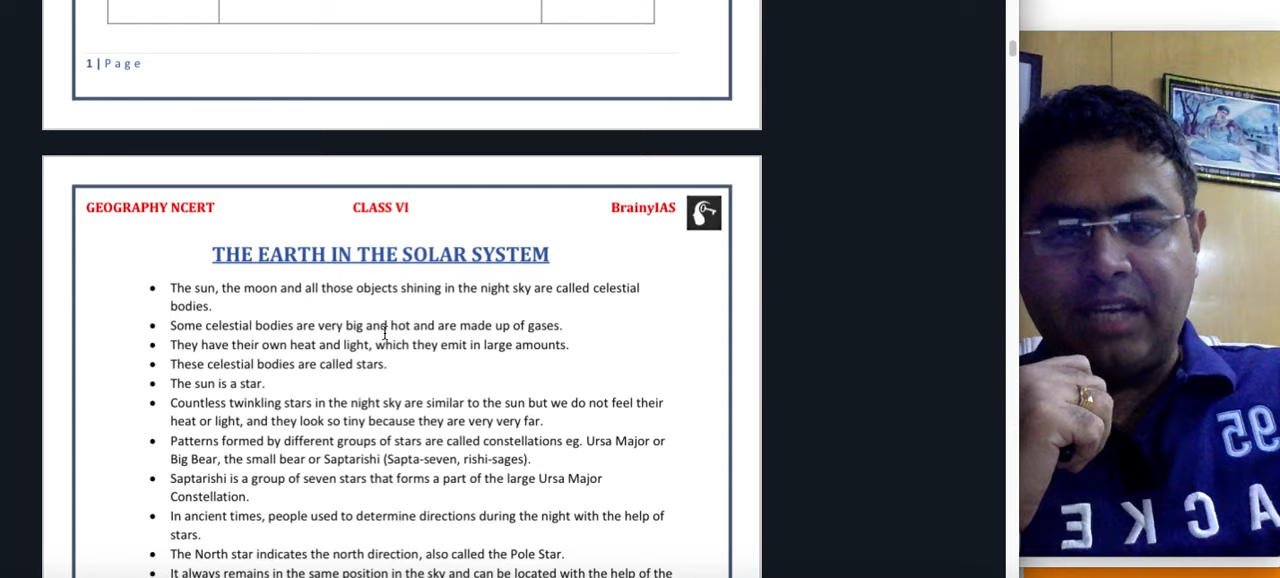 1 | P a g e
GEOGRAPHY NCERT CLASS VI BrainyIAS
THE EARTH IN THE SOLAR SYSTEM
• The sun, the moon and all those objects shining in the night sky are called celestial
bodies.
• Some celestial bodies are very big and hot and are made up of gases.
• They have their own heat and light, which they emit in large amounts.
• These celestial bodies are called stars.
• The sun is a star.
• Countless twinkling stars in the night sky are similar to the sun but we do not feel their
heat or light, and they look so tiny because they are very very far.
• Patterns formed by different groups of stars are called constellations eg. Ursa Major or
Big Bear, the small bear or Saptarishi (Sapta-seven, rishi-sages).
• Saptarishi is a group of seven stars that forms a part of the large Ursa Major
Constellation.
• In ancient times, people used to determine directions during the night with the help of
stars.
• The North star indicates the north direction, also called the Pole Star.
• It always remains in the same position in the sky and can be located with the help of the
95
ACKE